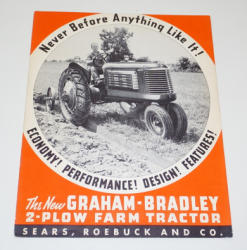 Never Before Anything Like It!
ECONOMY! PERFORMANCE! DESIGN! FEATURES!
The New GRAHAM-BRADLEY
2-PLOW FARM TRACTOR
SEARS, ROEBUCK AND CO.